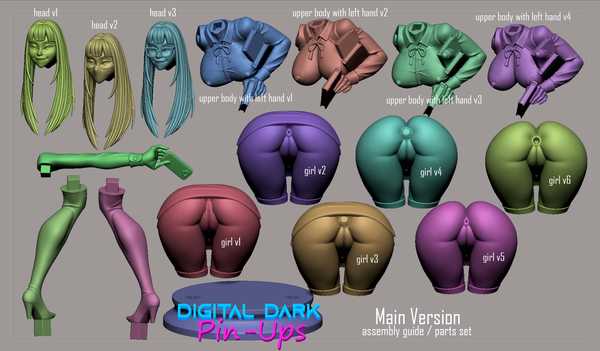 head v1
head v2
head v3
upper body with left hand v2
upper body with left hand v4
upper body with left hand v1
upper body with left hand v3
girl v2
girl v4
girl v6
girl v1
girl v3
girl v5
DIGITAL DARK
Pin-Ups
Main Version
assembly guide / parts set